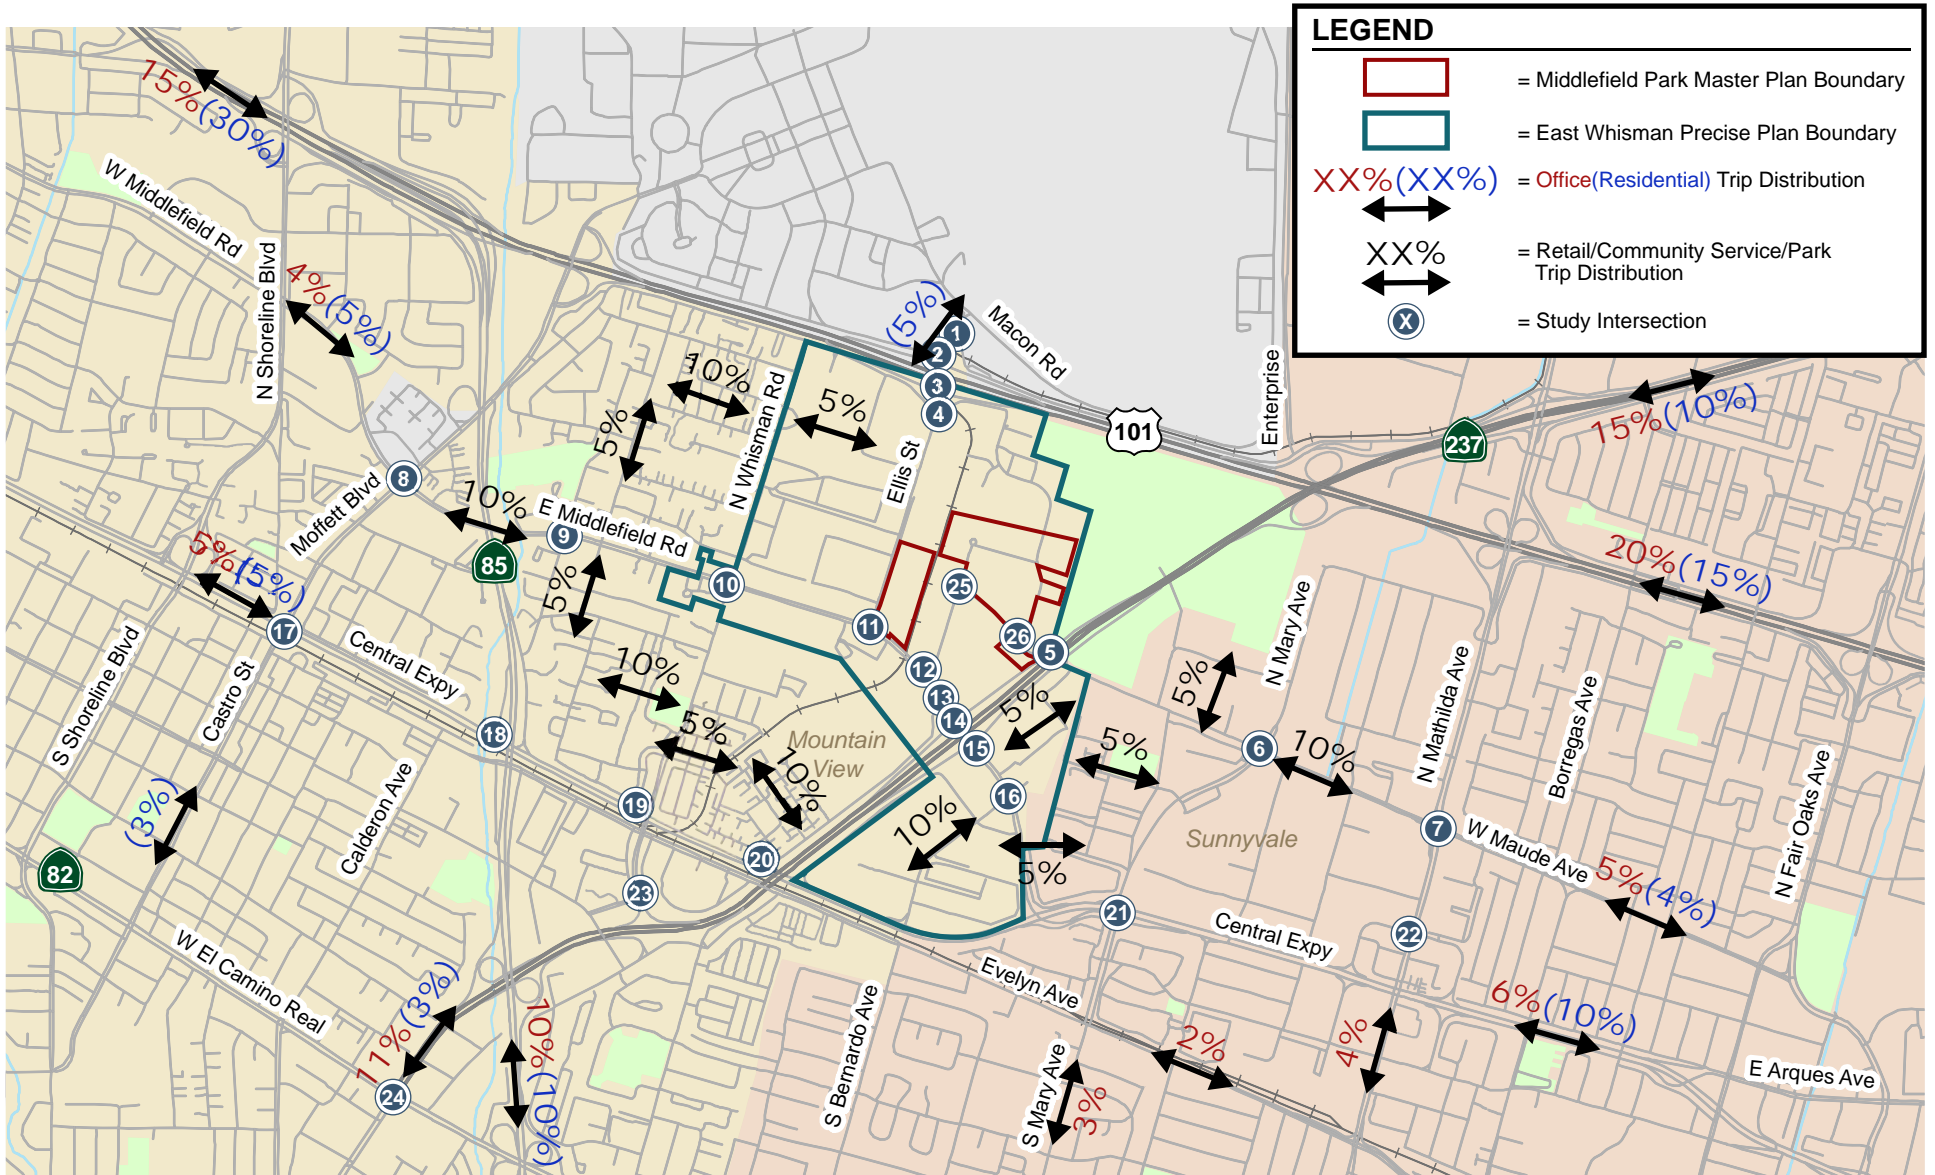 LEGEND
= Middlefield Park Master Plan Boundary
= East Whisman Precise Plan Boundary
XX%(XX%) = Office(Residential) Trip Distribution
XX% = Retail/Community Service/Park
Trip Distribution
X = Study Intersection
15%(30%)
W Middlefield Rd
N Shoreline Blvd
4%(5%)
(5%)
1
2
3
4
Macon Rd
Enterprise
101
237
15%(10%)
10%
5%
N Whisman Rd
5%
Ellis St
8
Moffett Blvd
10%
85
9
E Middlefield Rd
10
5%
5%(5%)
17
Central Expy
S Shoreline Blvd
Castro St
11
25
26
5
12
13
14
15
16
20%(15%)
N Mary Ave
N Mathilda Ave
Borregas Ave
N Fair Oaks Ave
10%
5%
10%
Mountain
View
5%
5%
5%
6
10%
7
W Maude Ave
5%(4%)
Sunnyvale
18
19
20
23
10%
5%
21
22
Central Expy
(3%)
Calderon Ave
82
W El Camino Real
11%(3%)
24
10%(10%)
Evelyn Ave
S Bernardo Ave
S Mary Ave
3%
2%
4%
6%(10%)
E Arques Ave